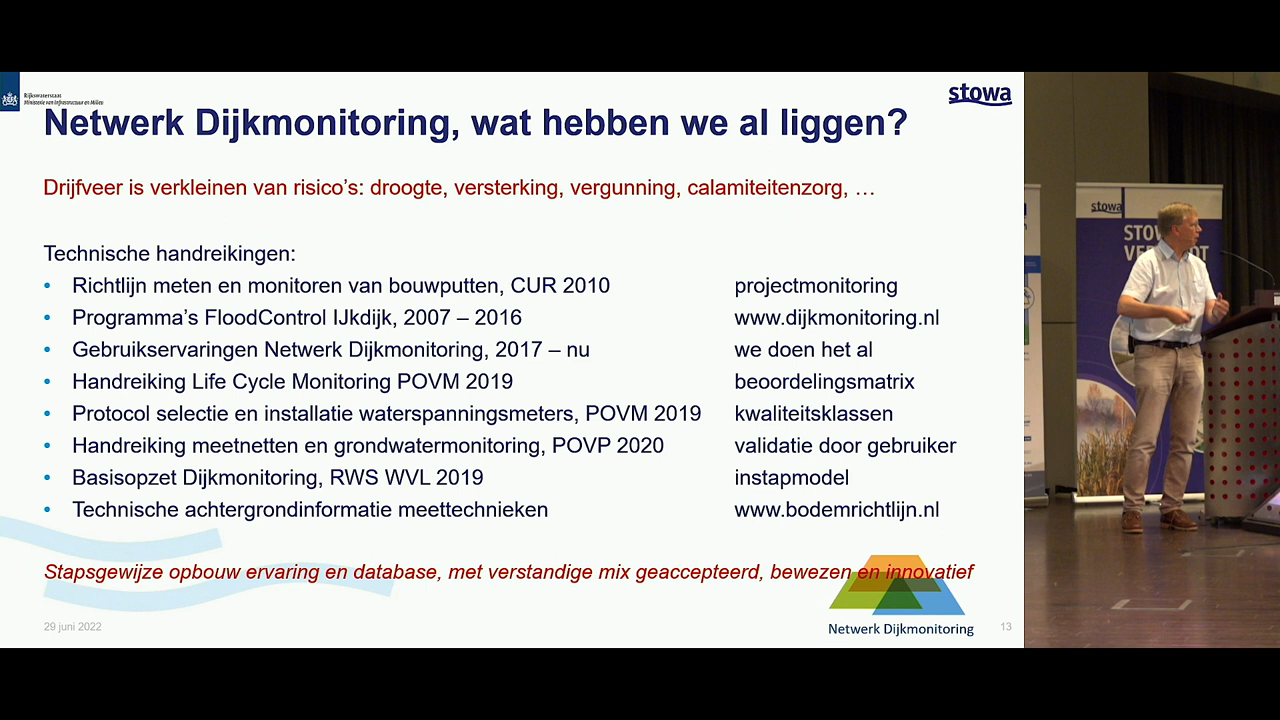 Rijkswaterstaat
Ministerie van Infrastructuur en Milieu
stowa
Netwerk Dijkmonitoring, wat hebben we al liggen?
Drijfveer is verkleinen van risico's: droogte, versterking, vergunning, calamiteitenzorg, …
Technische handreikingen:
• Richtlijn meten en monitoren van bouwputten, CUR 2010 projectmonitoring
• Programma's FloodControl IJkdijk, 2007 – 2016 www.dijkmonitoring.nl
• Gebruikservaringen Netwerk Dijkmonitoring, 2017 – nu we doen het al
• Handreiking Life Cycle Monitoring POVM 2019 beoordelingsmatrix
• Protocol selectie en installatie waterspanningsmeters, POVM 2019 kwaliteitsklassen
• Handreiking meetnetten en grondwatermonitoring, POVP 2020 validatie door gebruiker
• Basisopzet Dijkmonitoring, RWS WVL 2019 instapmodel
• Technische achtergrondinformatie meettechnieken www.bodemrichtlijn.nl
Stapsgewijze opbouw ervaring en database, met verstandige mix geaccepteerd, bewezen en innovatief
Netwerk Dijkmonitoring
29 juni 2022
13
stowa